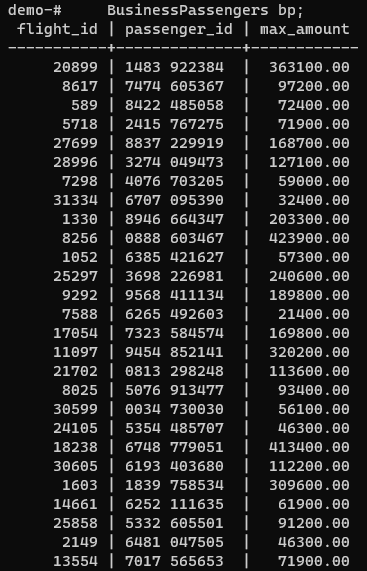 demo-#     BusinessPassengers bp;
 flight_id | passenger_id | max_amount
-----------+--------------+------------
     20899 | 1483 922384  |  363100.00
      8617 | 7474 605367  |   97200.00
       589 | 8422 485058  |   72400.00
      5718 | 2415 767275  |   71900.00
     27699 | 8837 229919  |  168700.00
     28996 | 3274 049473  |  127100.00
      7298 | 4076 703205  |   59000.00
     31334 | 6707 095390  |   32400.00
      1330 | 8946 664347  |  203300.00
      8256 | 0888 603467  |  423900.00
      1052 | 6385 421627  |   57300.00
     25297 | 3698 226981  |  240600.00
      9292 | 9568 411134  |  189800.00
      7588 | 6265 492603  |   21400.00
     17054 | 7323 584574  |  169800.00
     11097 | 9454 852141  |  320200.00
     21702 | 0813 298248  |  113600.00
      8025 | 5076 913477  |   93400.00
     30599 | 0034 730030  |   56100.00
     24105 | 5354 485707  |   46300.00
     18238 | 6748 779051  |  413400.00
     30605 | 6193 403680  |  112200.00
      1603 | 1839 758534  |  309600.00
     14661 | 6252 111635  |   61900.00
     25858 | 5332 605501  |   91200.00
      2149 | 6481 047505  |   46300.00
     13554 | 7017 565653  |   71900.00